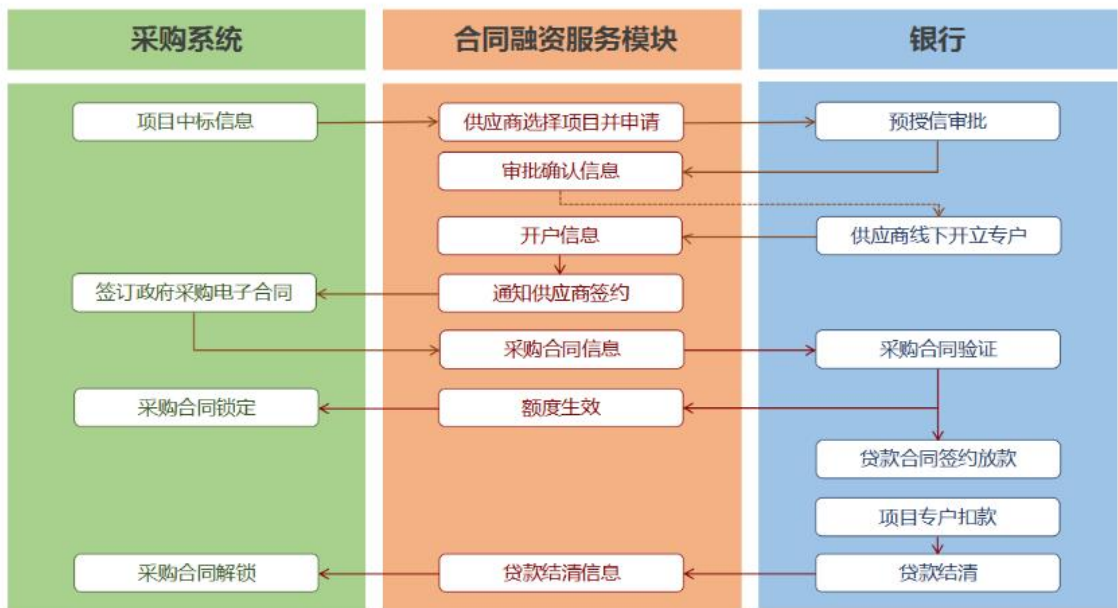 采购系统
合同融资服务模块
银行
项目中标信息
供应商选择项目并申请
预授信审批
审批确认信息
开户信息
供应商线下开立专户
签订政府采购电子合同
通知供应商签约
采购合同信息
采购合同验证
采购合同锁定
额度生效
贷款合同签约放款
项目专户扣款
采购合同解锁
贷款结清信息
贷款结清